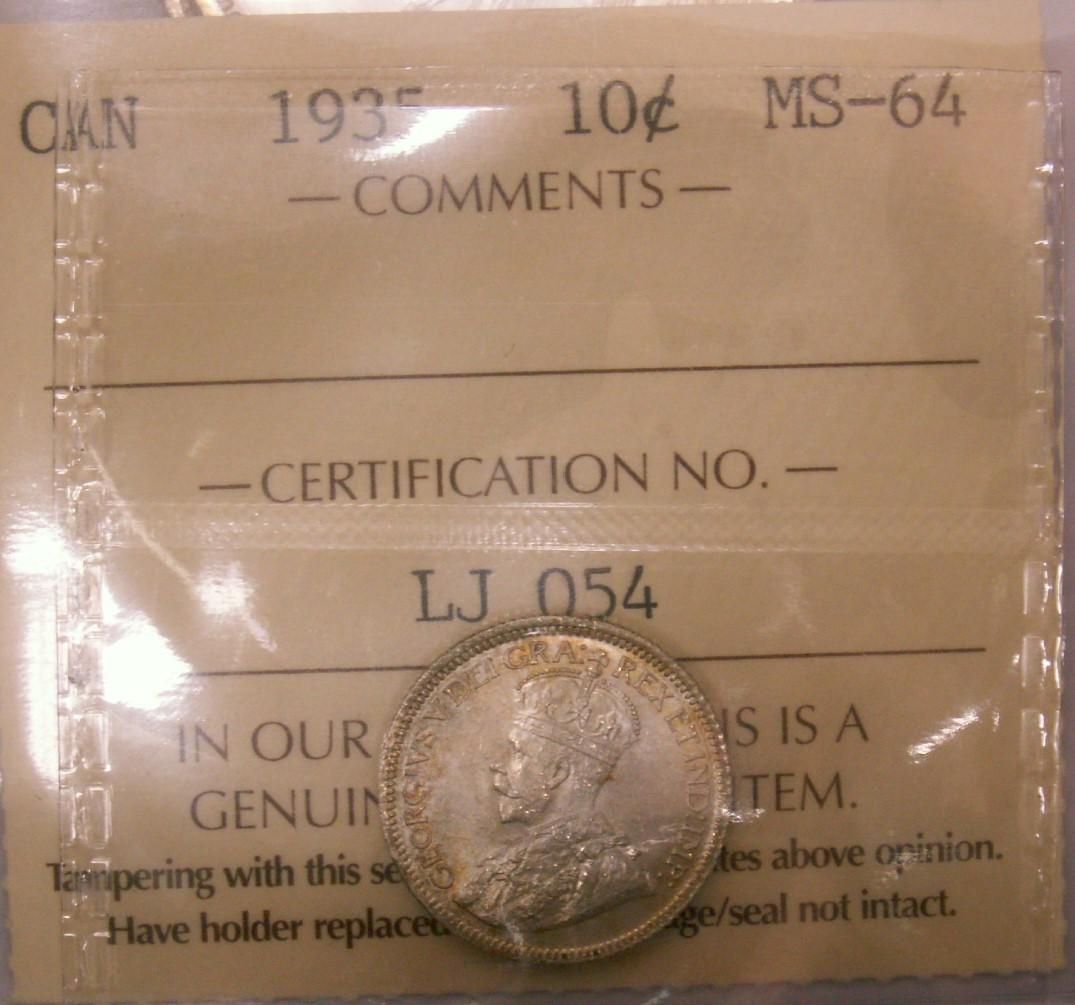 CAN 1935 10¢ MS-64
— COMMENTS —
— CERTIFICATION NO. —
LJ 054
GEORGIVS V DEI GRA: REX ET IND: IMP:
IN OUR IS IS A
GENUIN TEM.
Tampering with this se tes above opinion.
Have holder replaced ge/seal not intact.